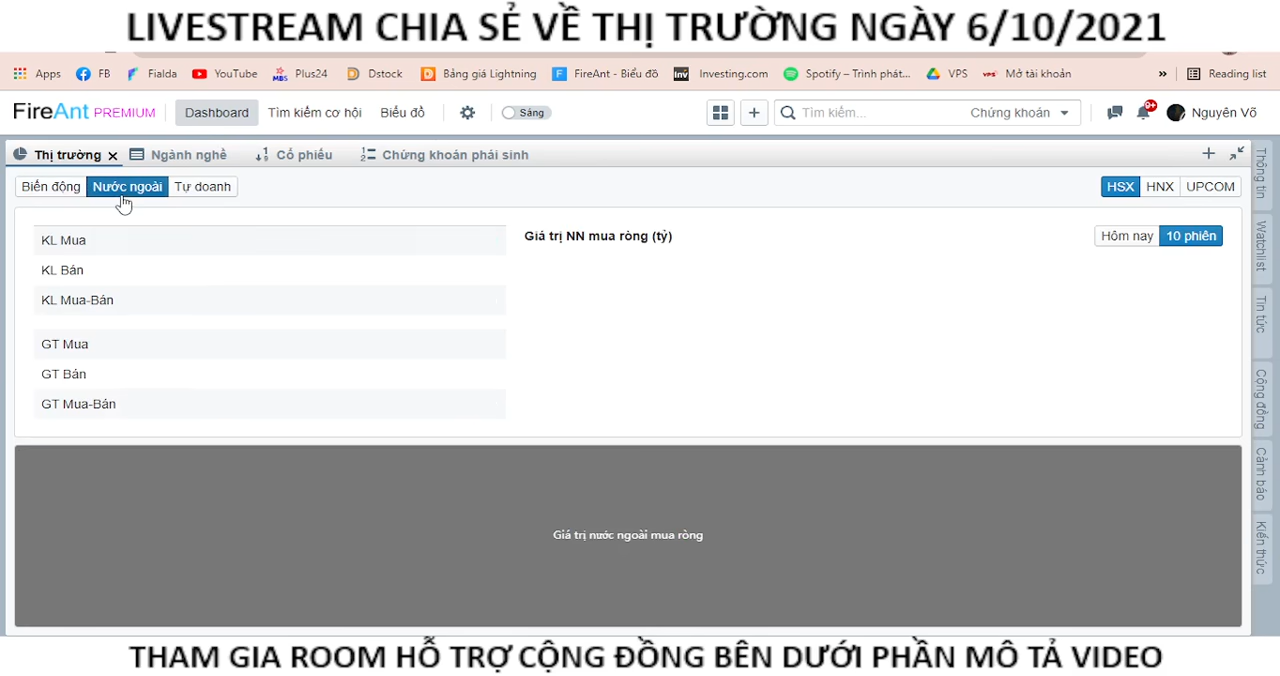 LIVESTREAM CHIA SẺ VỀ THỊ TRƯỜNG NGÀY 6/10/2021
Apps FB Fialda YouTube Plus24 Dstock Bảng giá Lightning FireAnt - Biểu đồ Investing.com Spotify – Trình phát... VPS Mở tài khoản » Reading list
FireAnt PREMIUM Dashboard Tìm kiếm cơ hội Biểu đồ Sáng Tìm kiếm... Chứng khoán 9+ Nguyên Võ
Thị trường Ngành nghề Cổ phiếu Chứng khoán phái sinh
Biến động Nước ngoài Tự doanh HSX HNX UPCOM
KL Mua
KL Bán
KL Mua-Bán
GT Mua
GT Bán
GT Mua-Bán
Giá trị NN mua ròng (tỷ) Hôm nay 10 phiên
Giá trị nước ngoài mua ròng
Thông tin
Watchlist
Tin tức
Cộng đồng
Cảnh báo
Kiến thức
THAM GIA ROOM HỖ TRỢ CỘNG ĐỒNG BÊN DƯỚI PHẦN MÔ TẢ VIDEO